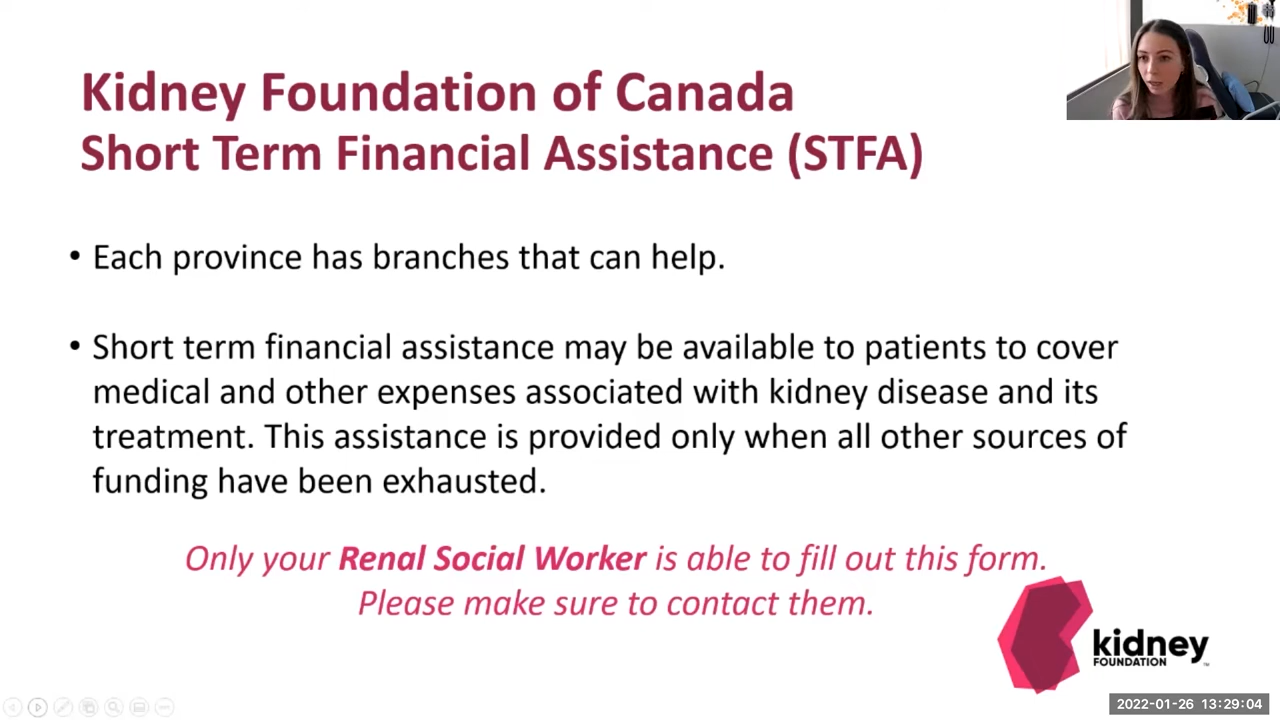 Kidney Foundation of Canada
Short Term Financial Assistance (STFA)
• Each province has branches that can help.
• Short term financial assistance may be available to patients to cover
medical and other expenses associated with kidney disease and its
treatment. This assistance is provided only when all other sources of
funding have been exhausted.
Only your Renal Social Worker is able to fill out this form.
Please make sure to contact them.
kidney
FOUNDATION
TM
2022-01-26 13:29:04